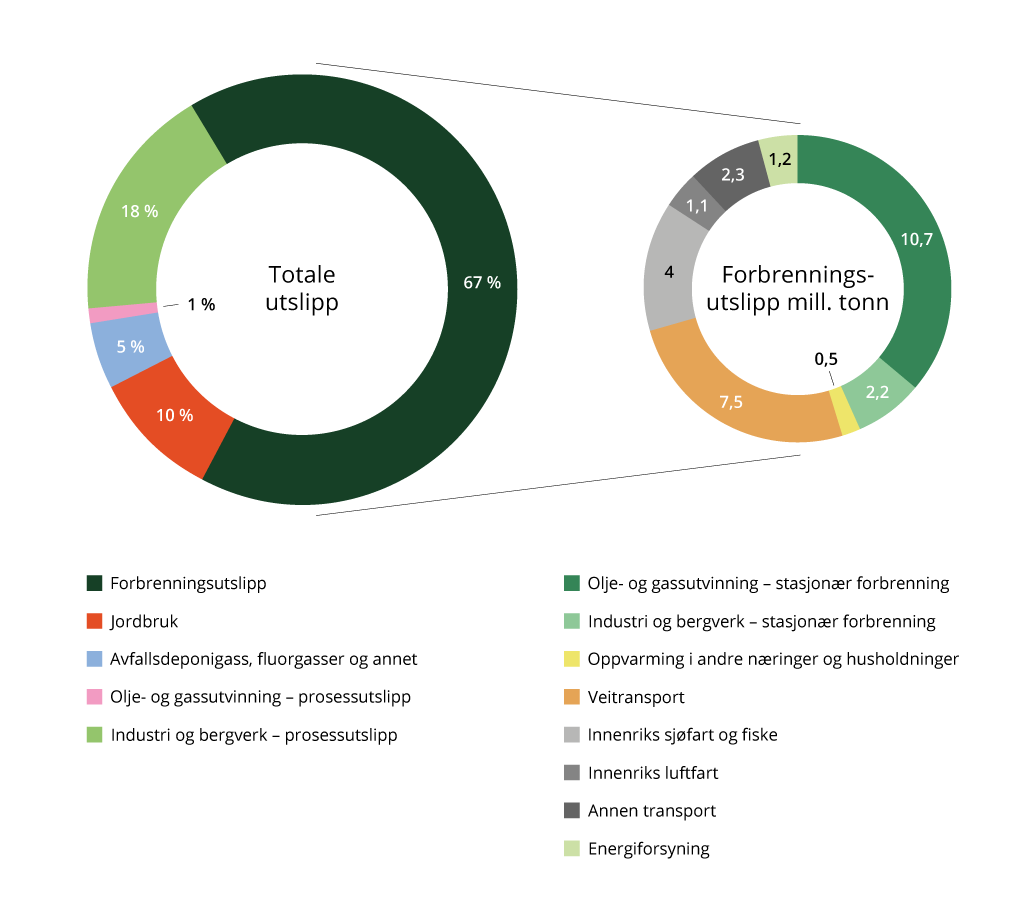 Totale
utslipp
67 %
10 %
5 %
1 %
18 %
Forbrennings-
utslipp mill. tonn
10,7
2,2
0,5
7,5
4
1,1
2,3
1,2
Forbrenningsutslipp
Jordbruk
Avfallsdeponigass, fluorgasser og annet
Olje- og gassutvinning – prosessutslipp
Industri og bergverk – prosessutslipp
Olje- og gassutvinning – stasjonær forbrenning
Industri og bergverk – stasjonær forbrenning
Oppvarming i andre næringer og husholdninger
Veitransport
Innenriks sjøfart og fiske
Innenriks luftfart
Annen transport
Energiforsyning